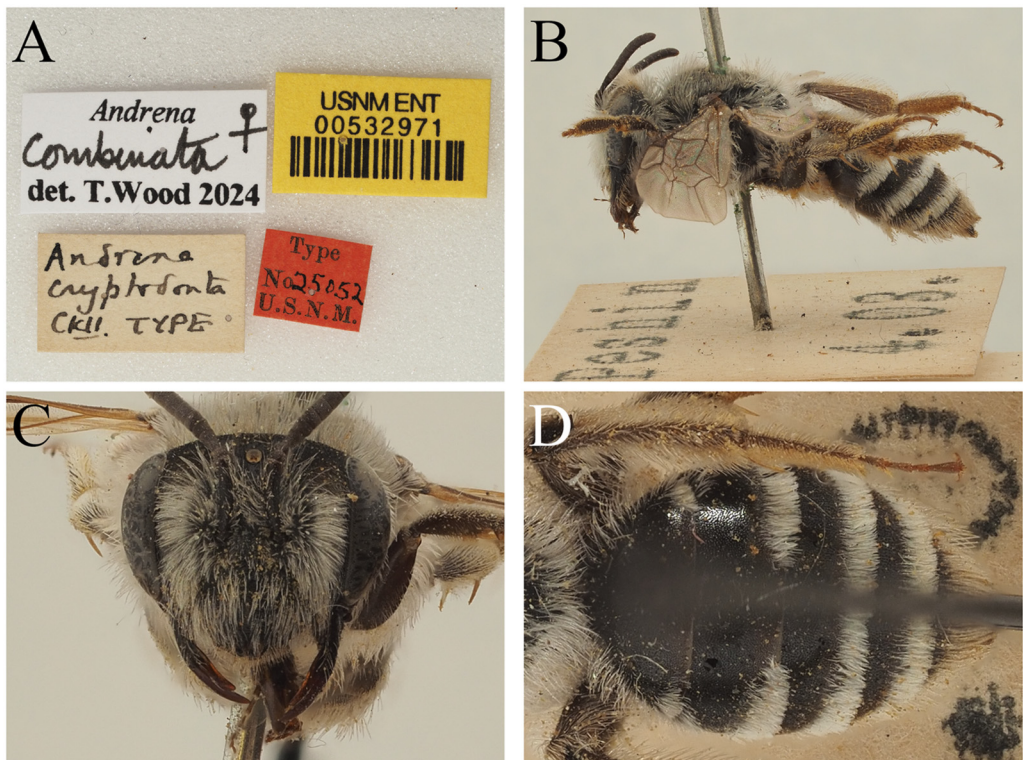 A
Andrena
combinata ♀
det. T.Wood 2024
USNM ENT
00532971
Andrena
cryptodonta
Ckll. TYPE
Type
No 25052
U.S.N.M.
B
C
D